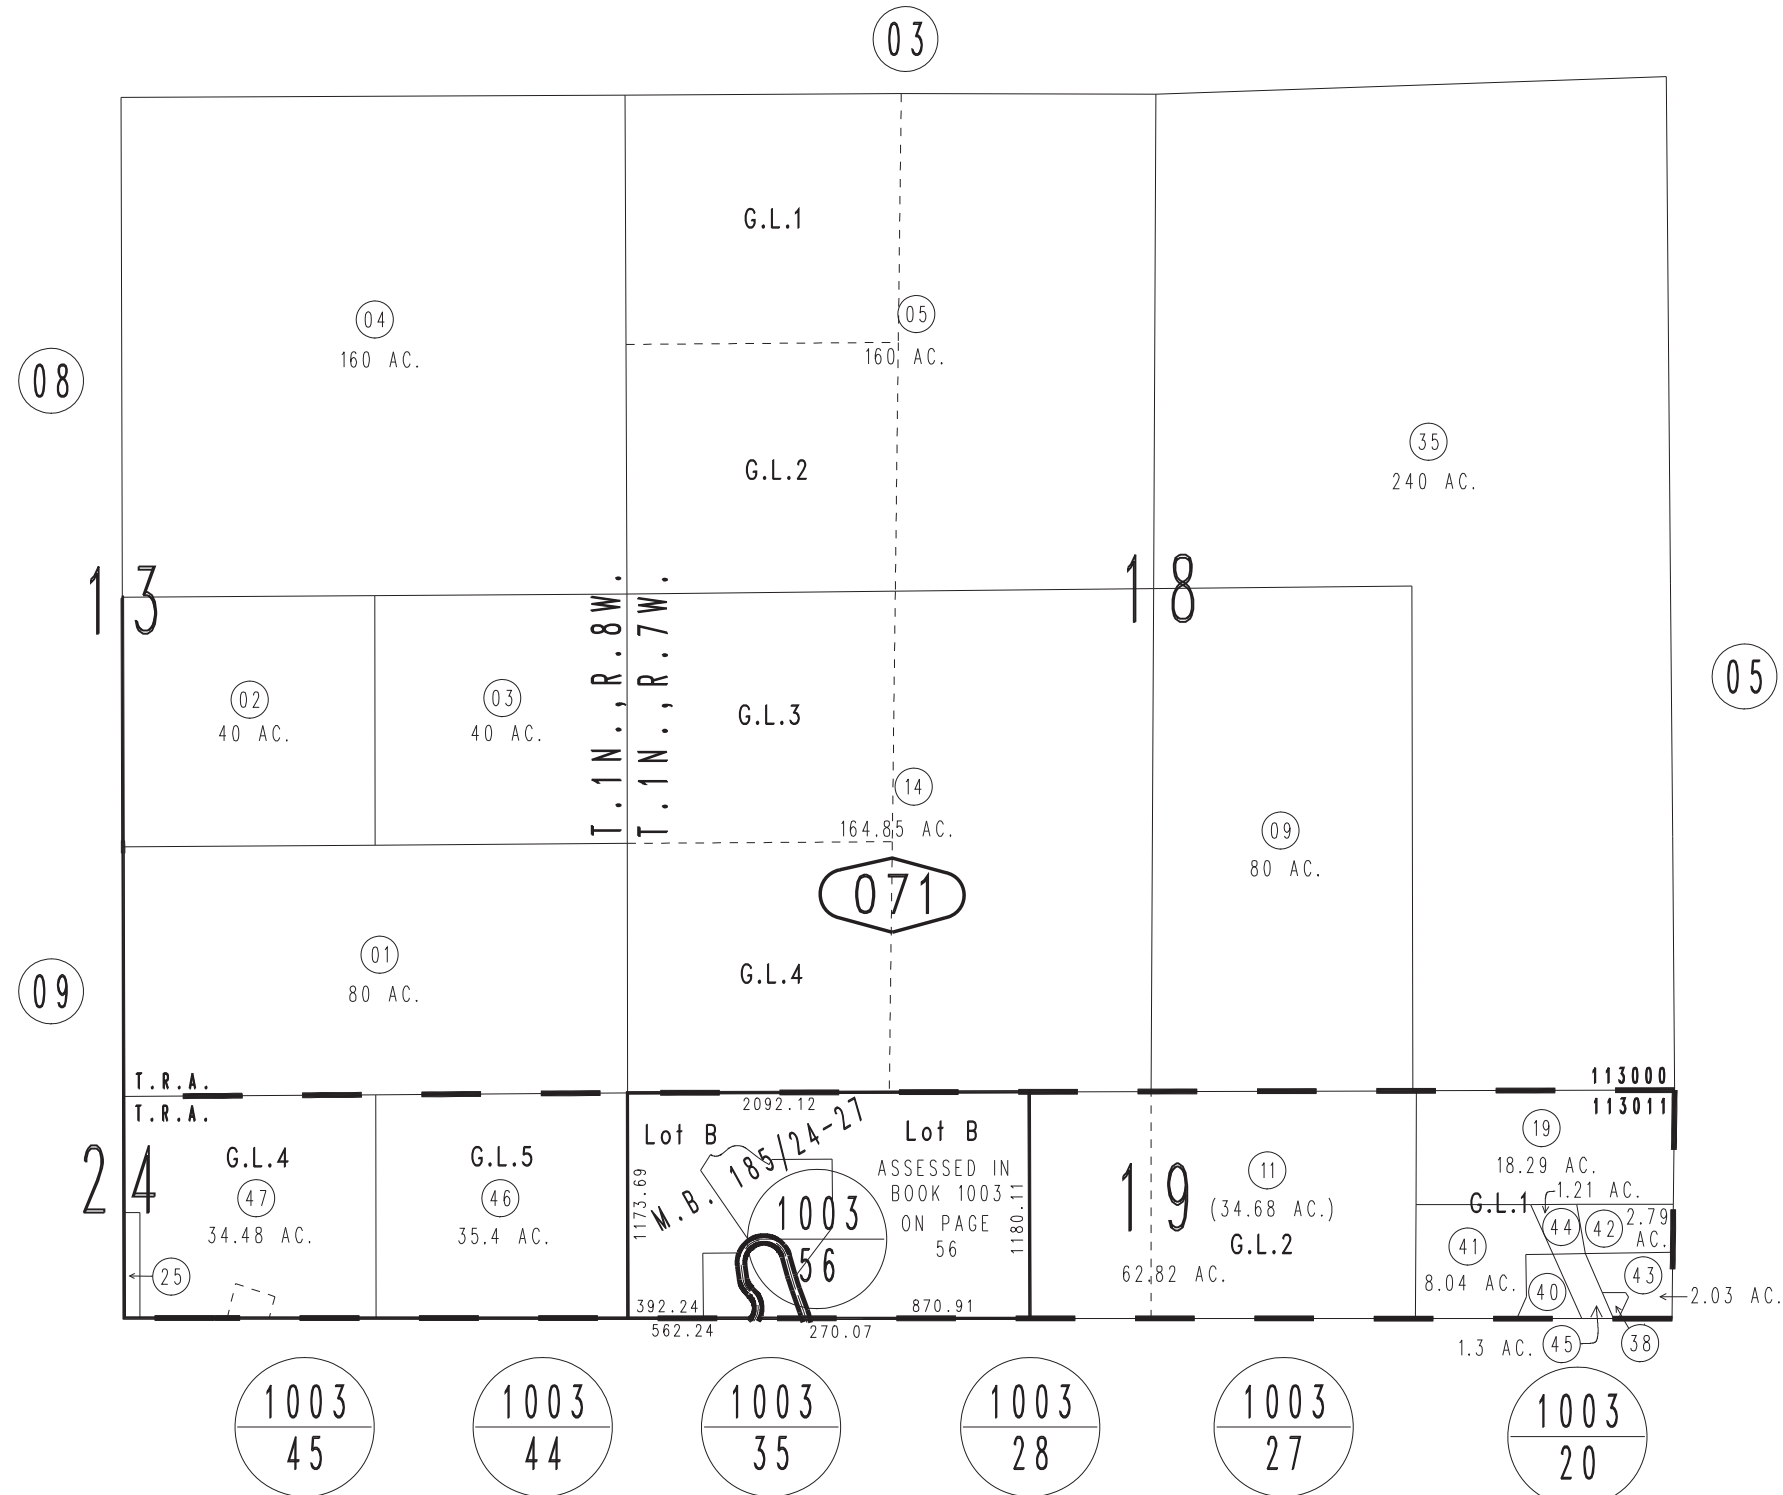 03
G.L.1
04
160 AC.
05
160 AC.
08
35
240 AC.
G.L.2
13
18
T.1N.,R.8W.
T.1N.,R.7W.
02
40 AC.
03
40 AC.
G.L.3
05
14
164.85 AC.
09
80 AC.
071
01
80 AC.
G.L.4
09
T.R.A.
113000
T.R.A.
113011
2092.12
Lot B
M.B. 185/24-27
Lot B
ASSESSED IN
BOOK 1003
ON PAGE
56
1173.69
1180.11
1003
56
24
G.L.4
47
34.48 AC.
G.L.5
46
35.4 AC.
25
19
11
(34.68 AC.)
G.L.2
62.82 AC.
19
18.29 AC.
1.21 AC.
G.L.1
44
42
2.79
AC.
41
8.04 AC.
40
43
2.03 AC.
392.24
870.91
562.24
270.07
1.3 AC.
45
38
1003
45
1003
44
1003
35
1003
28
1003
27
1003
20